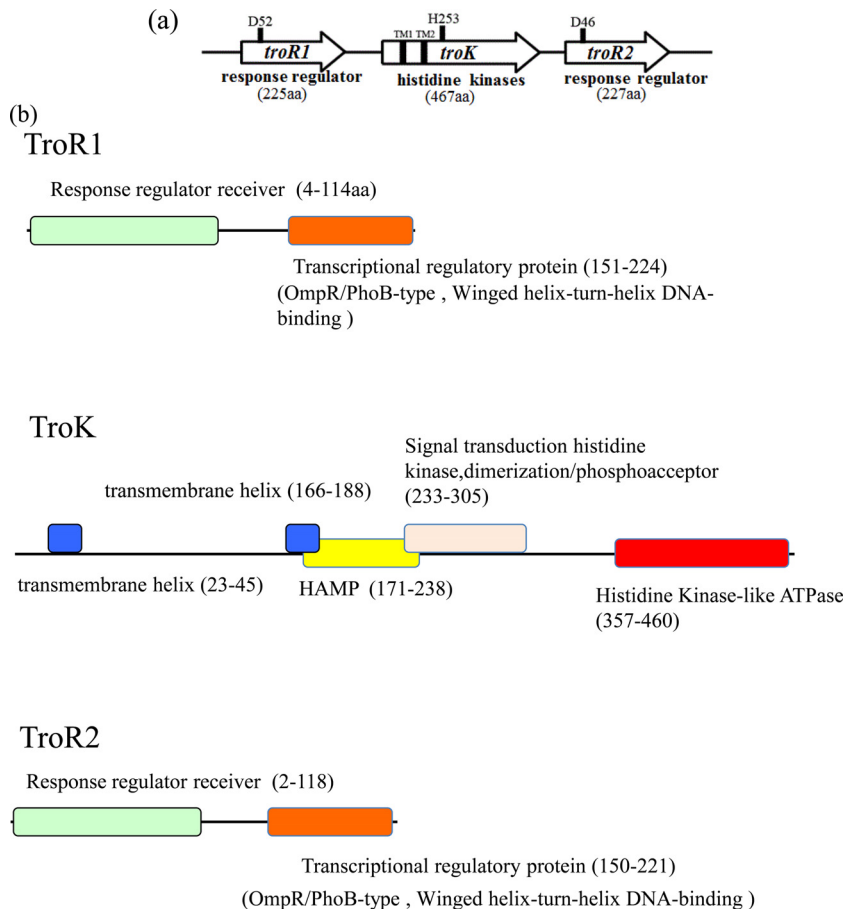 (a)
D52
H253
D46
TM1 TM2
troR1
troK
troR2
response regulator
histidine kinases
response regulator
(225aa)
(467aa)
(227aa)
(b)
TroR1
Response regulator receiver (4-114aa)
Transcriptional regulatory protein (151-224)
(OmpR/PhoB-type , Winged helix-turn-helix DNA-
binding )
TroK
Signal transduction histidine
kinase,dimerization/phosphoacceptor
(233-305)
transmembrane helix (166-188)
transmembrane helix (23-45)
HAMP (171-238)
Histidine Kinase-like ATPase
(357-460)
TroR2
Response regulator receiver (2-118)
Transcriptional regulatory protein (150-221)
(OmpR/PhoB-type , Winged helix-turn-helix DNA-binding )